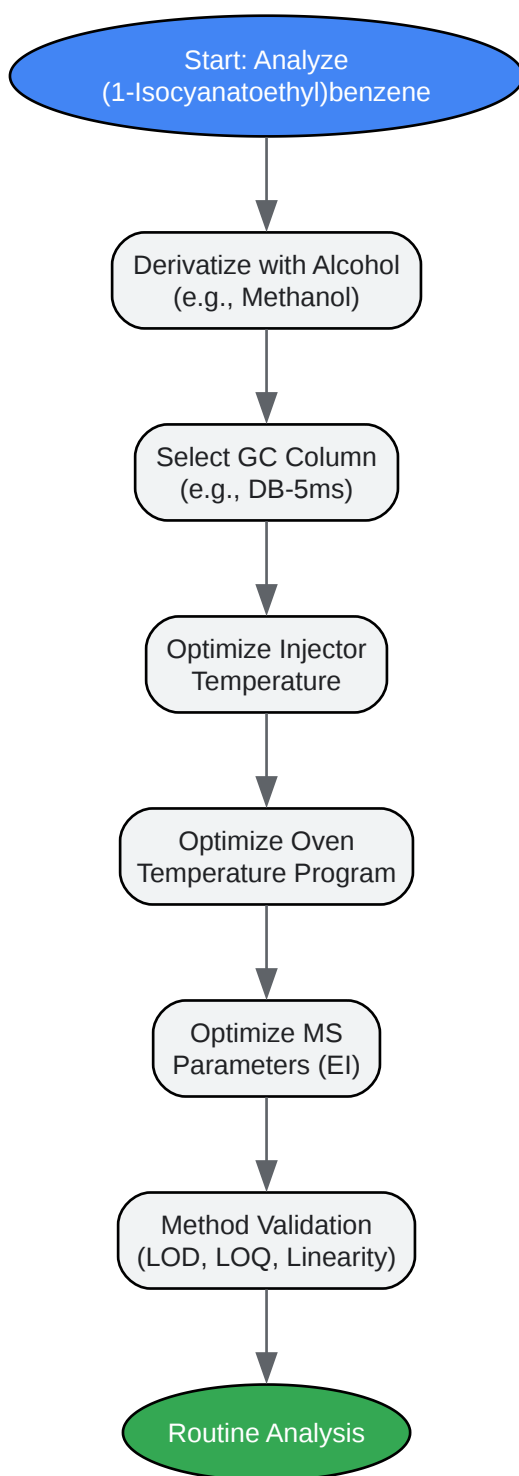 Start: Analyze
(1-Isocyanatoethyl)benzene
Derivatize with Alcohol
(e.g., Methanol)
Select GC Column
(e.g., DB-5ms)
Optimize Injector
Temperature
Optimize Oven
Temperature Program
Optimize MS
Parameters (EI)
Method Validation
(LOD, LOQ, Linearity)
Routine Analysis